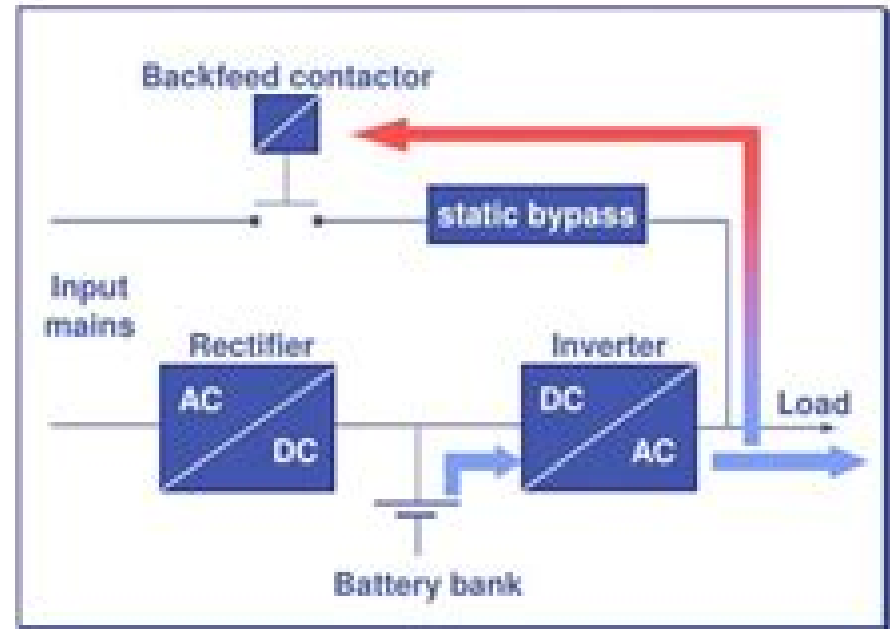 Backfeed contactor
static bypass
Input
mains
Rectifier
Inverter
AC
DC
DC
AC
Load
Battery bank